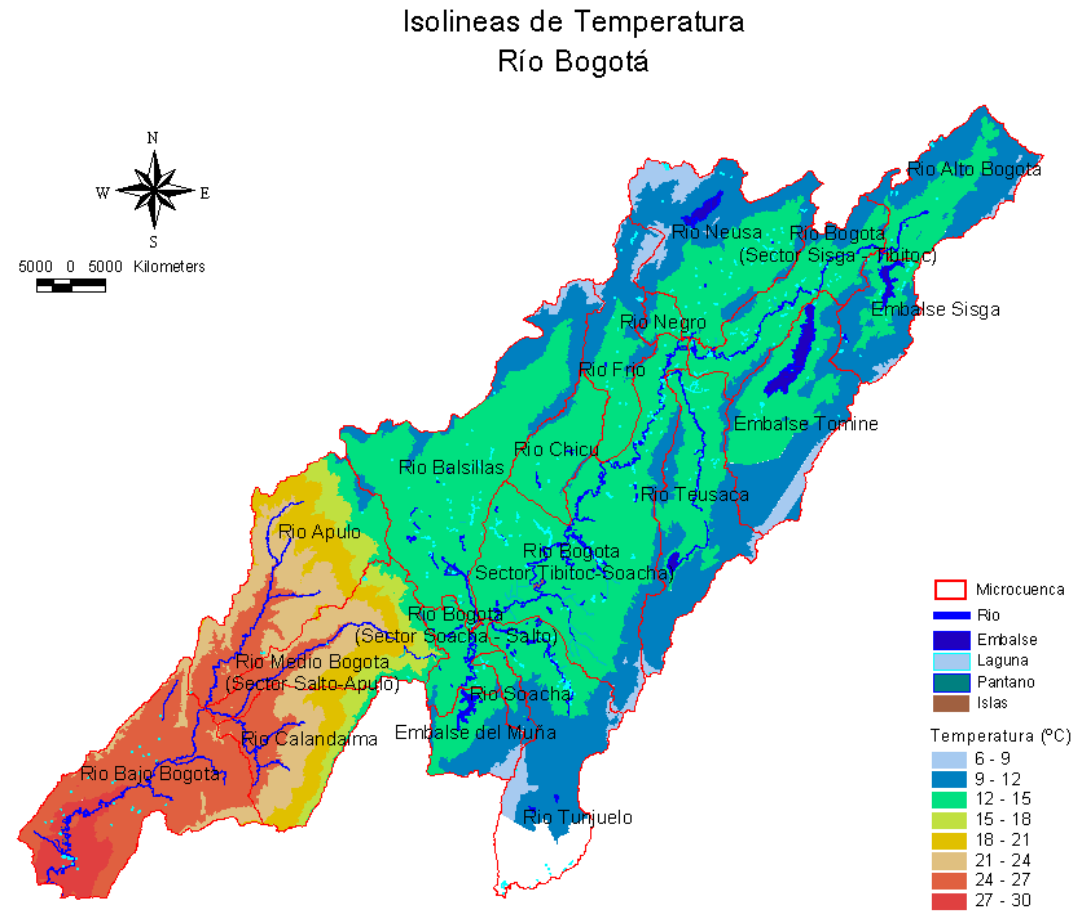 Isolineas de Temperatura
Río Bogotá
N
W
E
S
5000 0 5000 Kilometers
Rio Alto Bogota
Rio Neusa
Rio Bogota
(Sector Sisga - Tibitoc)
Embalse Sisga
Rio Negro
Rio Frio
Embalse Tomine
Rio Chicu
Rio Balsillas
Rio Teusaca
Rio Apulo
Rio Bogota
Sector Tibitoc-Soacha)
Rio Bogota
(Sector Soacha - Salto)
Rio Medio Bogota
(Sector Salto-Apulo)
Rio Soacha
Embalse del Muña
Rio Calandaima
Rio Bajo Bogota
Rio Tunjuelo
Microcuenca
Rio
Embalse
Laguna
Pantano
Islas
Temperatura (ºC)
6 - 9
9 - 12
12 - 15
15 - 18
18 - 21
21 - 24
24 - 27
27 - 30